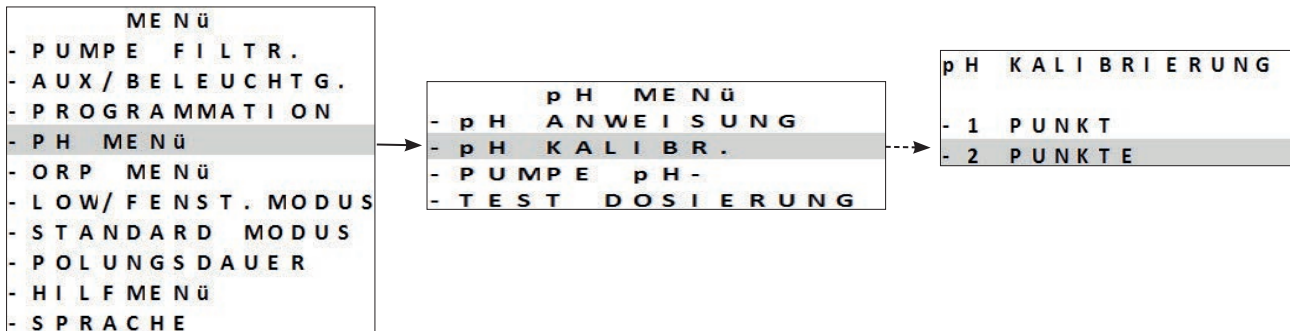 MENü
- PUMPE FILTR.
- AUX/BELEUCHTG.
- PROGRAMMATION
- PH MENü
- ORP MENü
- LOW/FENST. MODUS
- STANDARD MODUS
- POLUNGSDAUER
- HILFMENü
- SPRACHE
pH MENü
- pH ANWEISUNG
- pH KALIBR.
- PUMPE pH-
- TEST DOSIERUNG
pH KALIBRIERUNG
- 1 PUNKT
- 2 PUNKTE